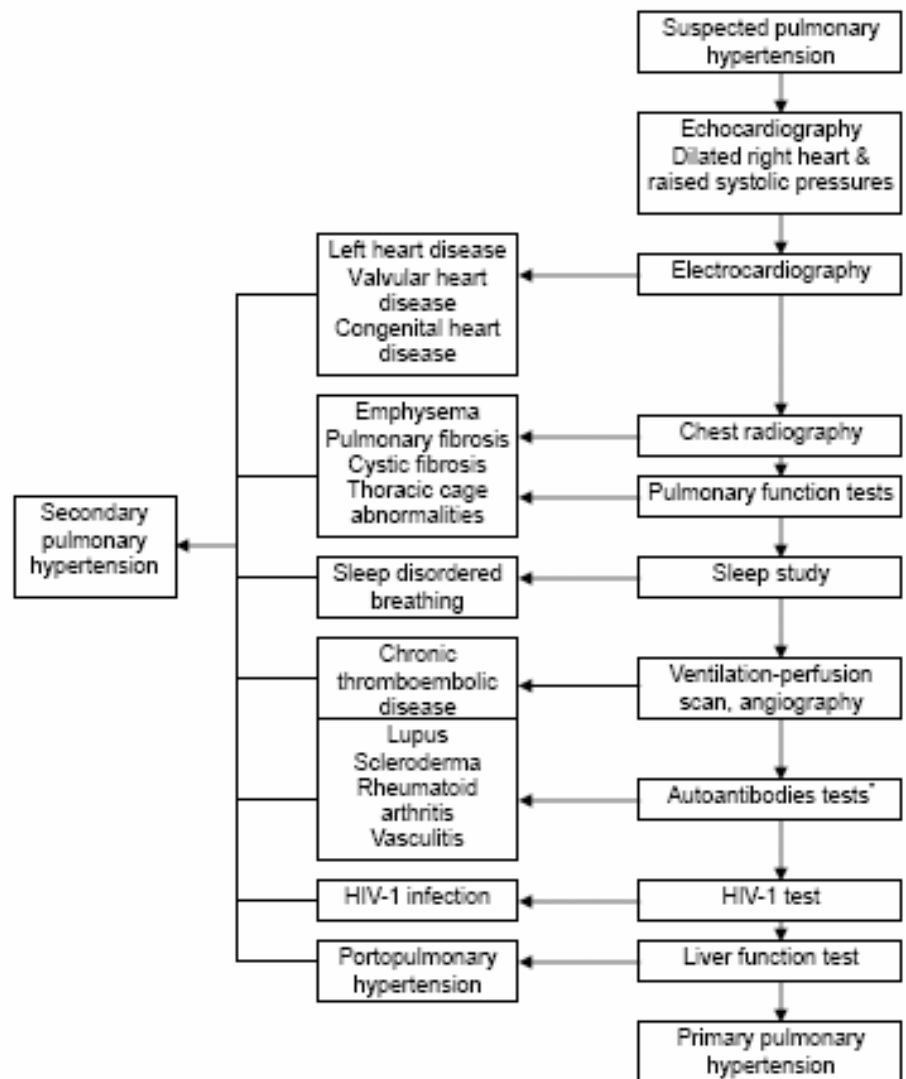 Suspected pulmonary
hypertension
Echocardiography
Dilated right heart &
raised systolic pressures
Left heart disease
Valvular heart
disease
Congenital heart
disease
Electrocardiography
Emphysema
Pulmonary fibrosis
Cystic fibrosis
Thoracic cage
abnormalities
Chest radiography
Pulmonary function tests
Secondary
pulmonary
hypertension
Sleep disordered
breathing
Sleep study
Chronic
thromboembolic
disease
Ventilation-perfusion
scan, angiography
Lupus
Scleroderma
Rheumatoid
arthritis
Vasculitis
Autoantibodies tests*
HIV-1 infection
HIV-1 test
Portopulmonary
hypertension
Liver function test
Primary pulmonary
hypertension